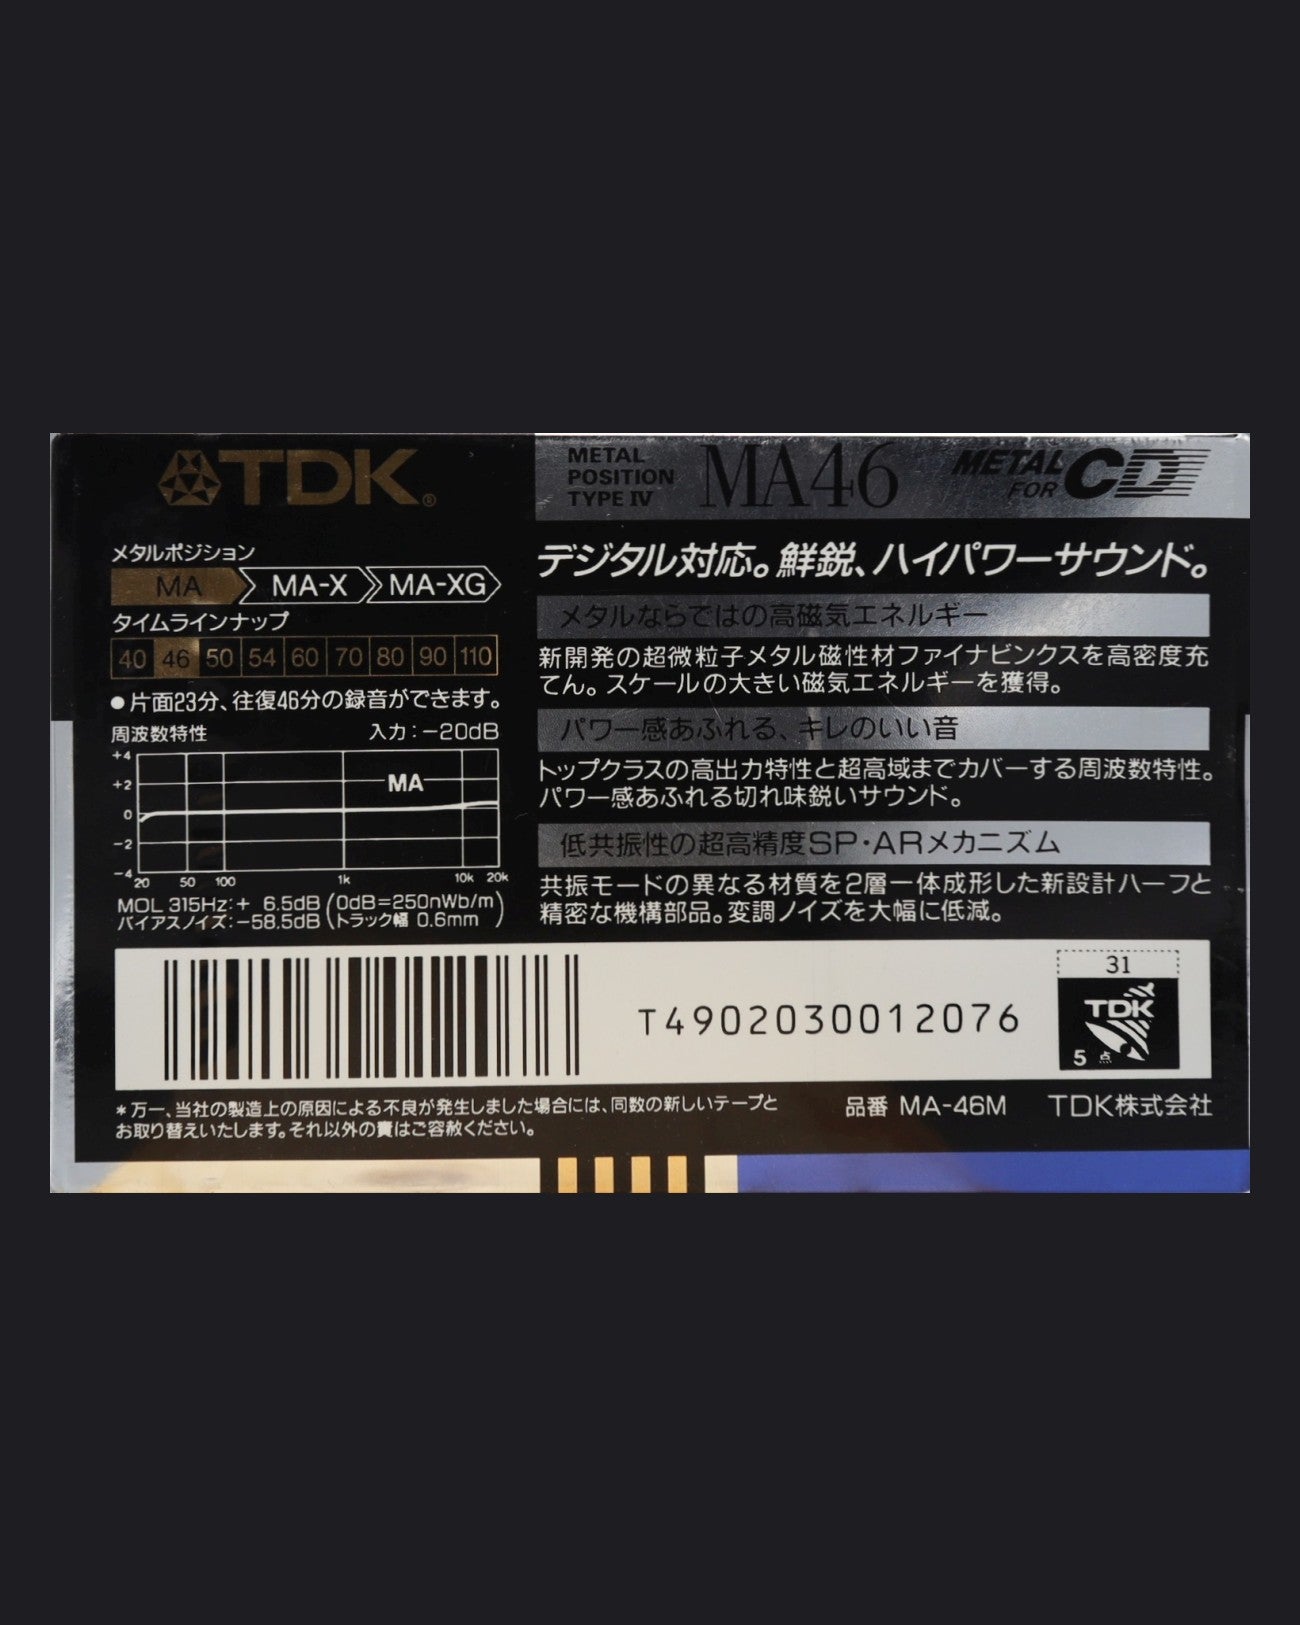 TDK®
METAL
POSITION
TYPE IV
MA46
METAL
FOR
CD
メタルポジション
MA MA-X MA-XG
タイムラインナップ
40 46 50 54 60 70 80 90 110
●片面23分、往復46分の録音ができます。
周波数特性 入力:−20dB
+4
+2
0
−2
−4
MA
20 50 100 1k 10k 20k
MOL 315Hz:+ 6.5dB (0dB=250nWb/m)
バイアスノイズ:−58.5dB (トラック幅 0.6mm )
デジタル対応。鮮鋭、ハイパワーサウンド。
メタルならではの高磁気エネルギー
新開発の超微粒子メタル磁性材ファイナビンクスを高密度充
てん。スケールの大きい磁気エネルギーを獲得。
パワー感あふれる、キレのいい音
トップクラスの高出力特性と超高域までカバーする周波数特性。
パワー感あふれる切れ味鋭いサウンド。
低共振性の超高精度SP・ARメカニズム
共振モードの異なる材質を2層一体成形した新設計ハーフと
精密な機構部品。変調ノイズを大幅に低減。
T4902030012076
31
TDK
5点
*万一、当社の製造上の原因による不良が発生しました場合には、同数の新しいテープと
お取り替えいたします。それ以外の責はご容赦ください。
品番 MA-46M TDK株式会社